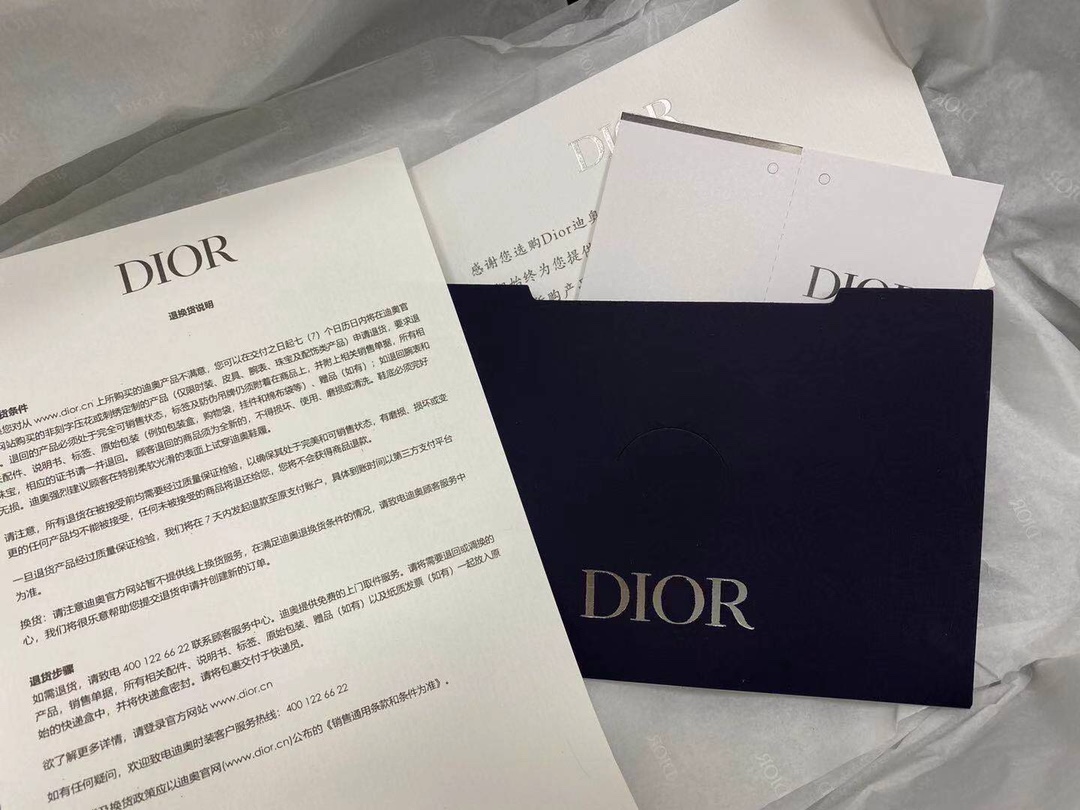 DIOR
退换货说明
货条件
您对从 www.dior.cn 上所购买的迪奥产品不满意，您可以在交付之日起七（7）个日历日内将在迪奥官
网站购买的非刻字压花或刺绣定制的产品（仅限时装、皮具、腕表、珠宝及配饰类产品）申请退货，要求退
。退回的产品必须处于完全可销售状态，标签及防伪吊牌仍须附着在商品上，并附上相关销售单据，所有相
配件、说明书、标签、原始包装（例如包装盒，购物袋，挂件和棉布袋等）、赠品（如有）；如退回腕表和
珠宝，相应的证书请一并退回。 顾客退回的商品须为全新的，不得损坏、使用、磨损或清洗。鞋底必须完好
无损。迪奥强烈建议顾客在特别柔软光滑的表面上试穿迪奥鞋履。
请注意，所有退货在被接受前均需要经过质量保证检验，以确保其处于完美和可销售状态，有磨损、损坏或变
更的任何产品均不能被接受，任何未被接受的商品将退还给您，您将不会获得商品退款。
一旦退货产品经过质量保证检验，我们将在 7 天内发起退款至原支付账户，具体到账时间以第三方支付平台
为准。
换货：请注意迪奥官方网站暂不提供线上换货服务，在满足迪奥退换货条件的情况，请致电迪奥顾客服务中
心，我们将很乐意帮助您提交退货申请并创建新的订单。
退货步骤
如需退货，请致电 400 122 66 22 联系顾客服务中心。迪奥提供免费的上门取件服务。请将需要退回或调换的
产品，销售单据，所有相关配件、说明书、标签、原始包装、赠品（如有）以及纸质发票（如有）一起放入原
始的快递盒中，并将快递盒密封。请将包裹交付于快递员。
欲了解更多详情，请登录官方网站 www.dior.cn
如有任何疑问，欢迎致电迪奥时装客户服务热线：400 122 66 22
及换货政策应以迪奥官网(www.dior.cn)公布的《销售通用条款和条件为准》。
DIOR
感谢您选购Dior迪奥
始终为您提供
购产
DIOR
DIOR